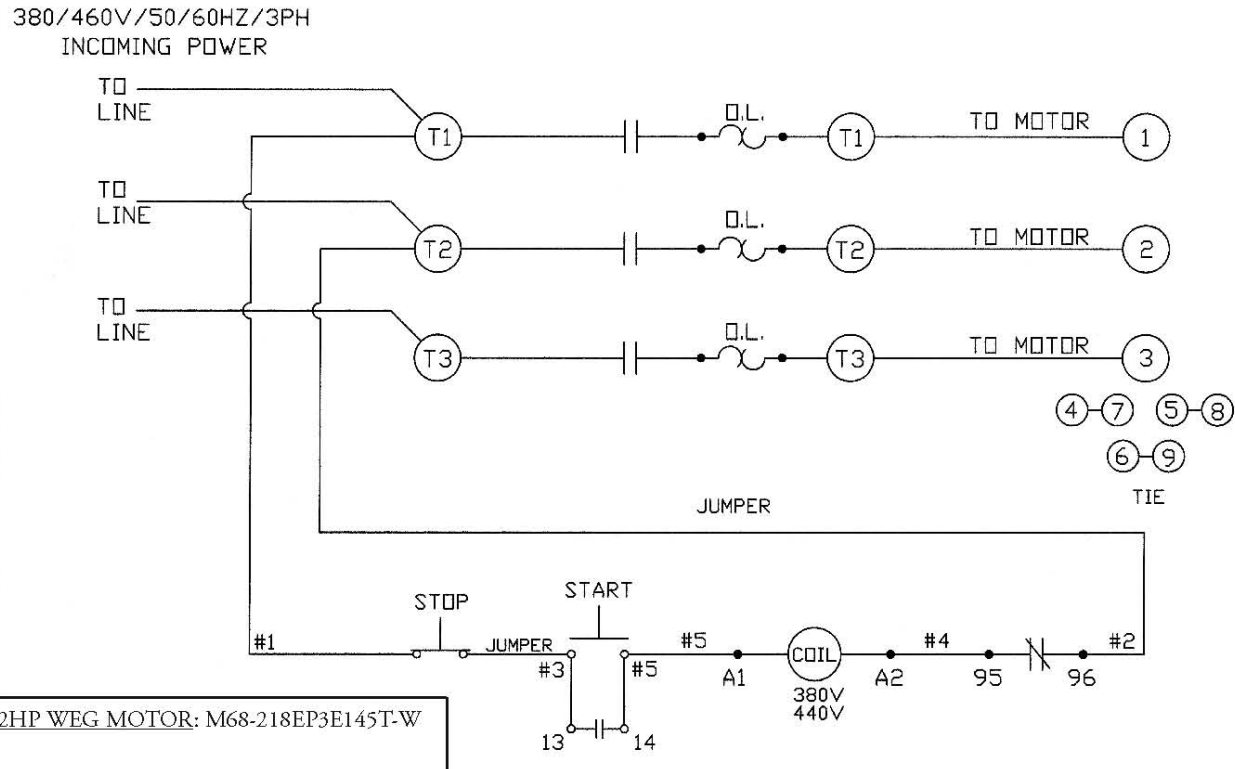 380/460V/50/60HZ/3PH
INCOMING POWER
TO
LINE
T1
O.L.
T1
TO MOTOR
1
TO
LINE
T2
O.L.
T2
TO MOTOR
2
TO
LINE
T3
O.L.
T3
TO MOTOR
3
4 7 5 8
6 9
TIE
JUMPER
STOP
START
#1
JUMPER
#3
#5
#5
A1
COIL
380V
440V
A2
#4
95
96
#2
13
14
2HP WEG MOTOR: M68-218EP3E145T-W